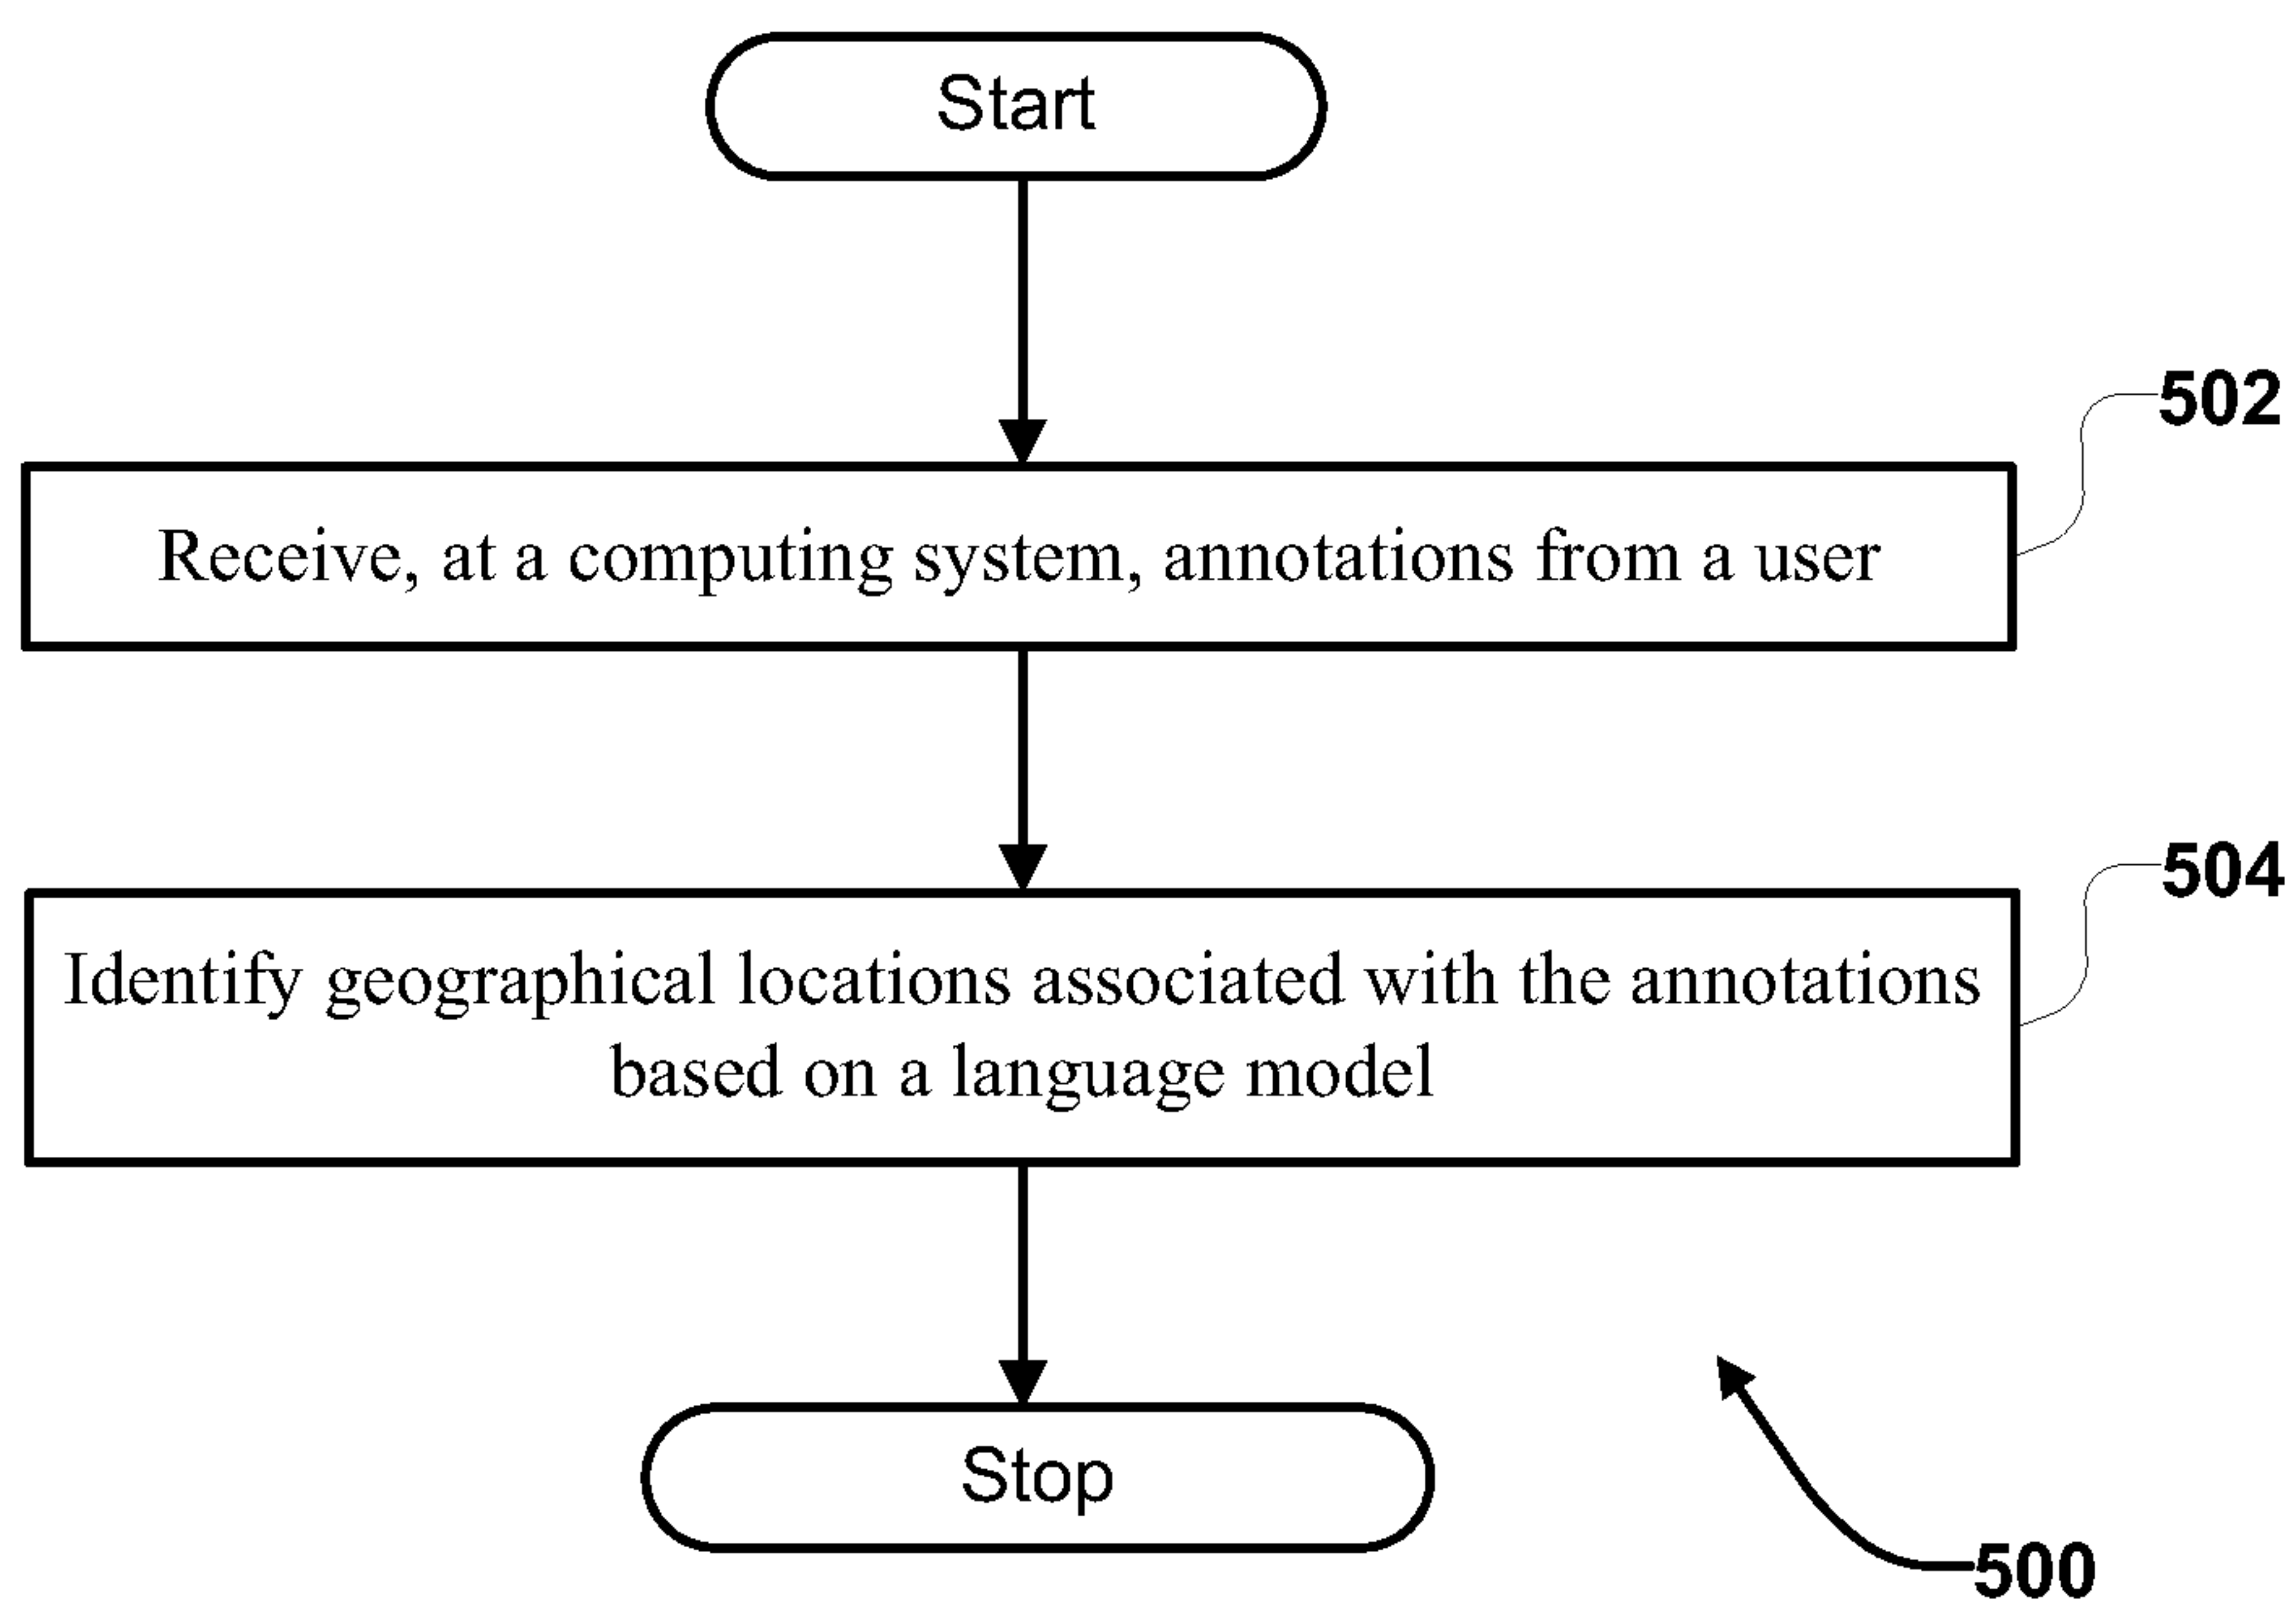 Start
502
Receive, at a computing system, annotations from a user
504
Identify geographical locations associated with the annotations
based on a language model
Stop
500